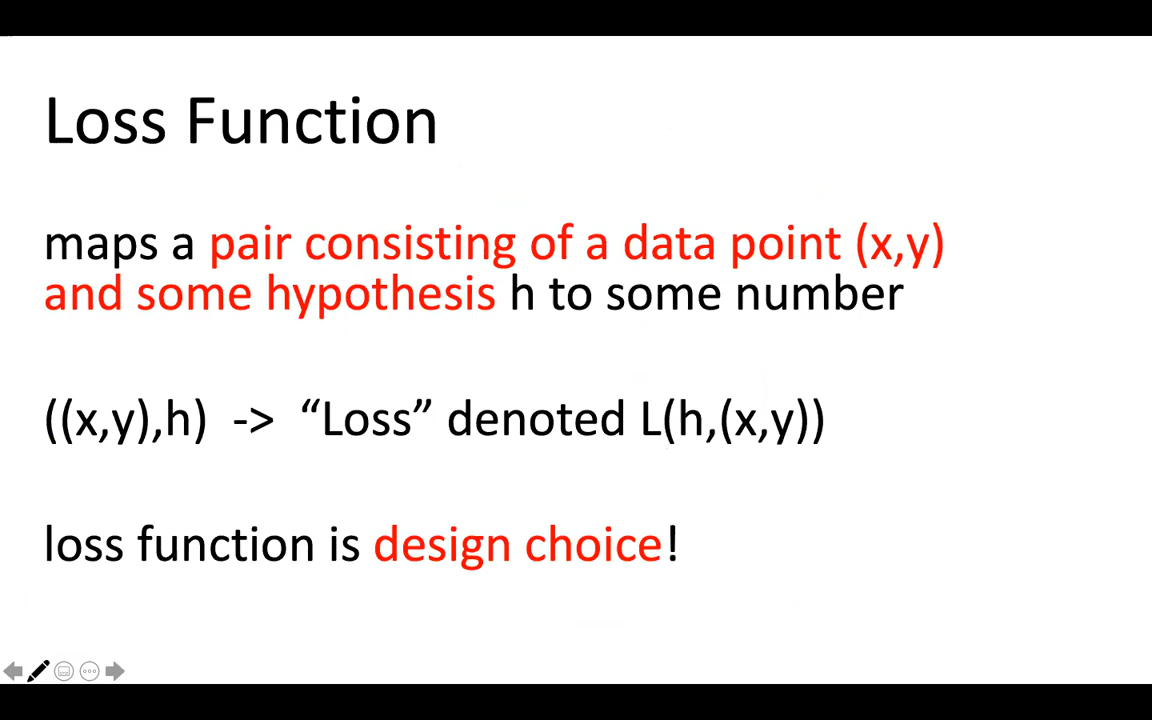 Loss Function
maps a pair consisting of a data point (x,y)
and some hypothesis h to some number
((x,y),h) -> “Loss” denoted L(h,(x,y))
loss function is design choice!